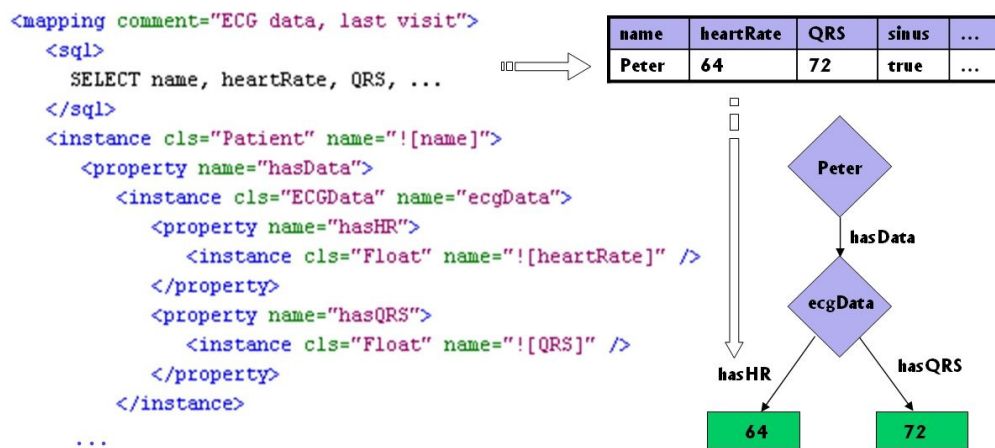 <mapping comment="ECG data, last visit">
<sql>
SELECT name, heartRate, QRS, ...
</sql>
<instance cls="Patient" name="![name]">
<property name="hasData">
<instance cls="ECGData" name="ecgData">
<property name="hasHR">
<instance cls="Float" name="![heartRate]" />
</property>
<property name="hasQRS">
<instance cls="Float" name="![QRS]" />
</property>
</instance>
...
name heartRate QRS sinus ...
Peter 64 72 true ...
Peter
hasData
ecgData
hasHR hasQRS
64 72